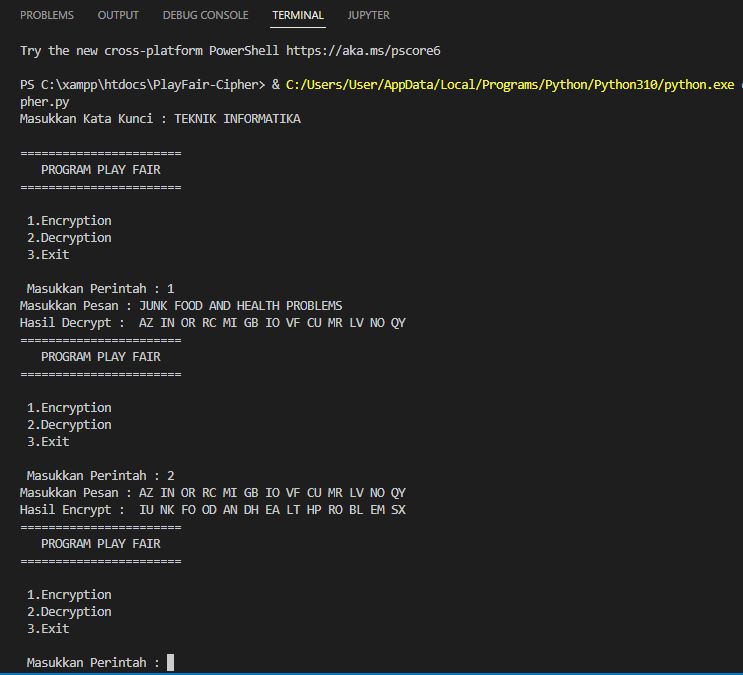 PROBLEMS OUTPUT DEBUG CONSOLE TERMINAL JUPYTER
Try the new cross-platform PowerShell https://aka.ms/pscore6
PS C:\xampp\htdocs\PlayFair-Cipher> & C:/Users/User/AppData/Local/Programs/Python/Python310/python.exe
pher.py
Masukkan Kata Kunci : TEKNIK INFORMATIKA
=======================
PROGRAM PLAY FAIR
=======================
1.Encryption
2.Decryption
3.Exit
Masukkan Perintah : 1
Masukkan Pesan : JUNK FOOD AND HEALTH PROBLEMS
Hasil Decrypt :  AZ IN OR RC MI GB IO VF CU MR LV NO QY
=======================
PROGRAM PLAY FAIR
=======================
1.Encryption
2.Decryption
3.Exit
Masukkan Perintah : 2
Masukkan Pesan : AZ IN OR RC MI GB IO VF CU MR LV NO QY
Hasil Encrypt :  IU NK FO OD AN DH EA LT HP RO BL EM SX
=======================
PROGRAM PLAY FAIR
=======================
1.Encryption
2.Decryption
3.Exit
Masukkan Perintah :